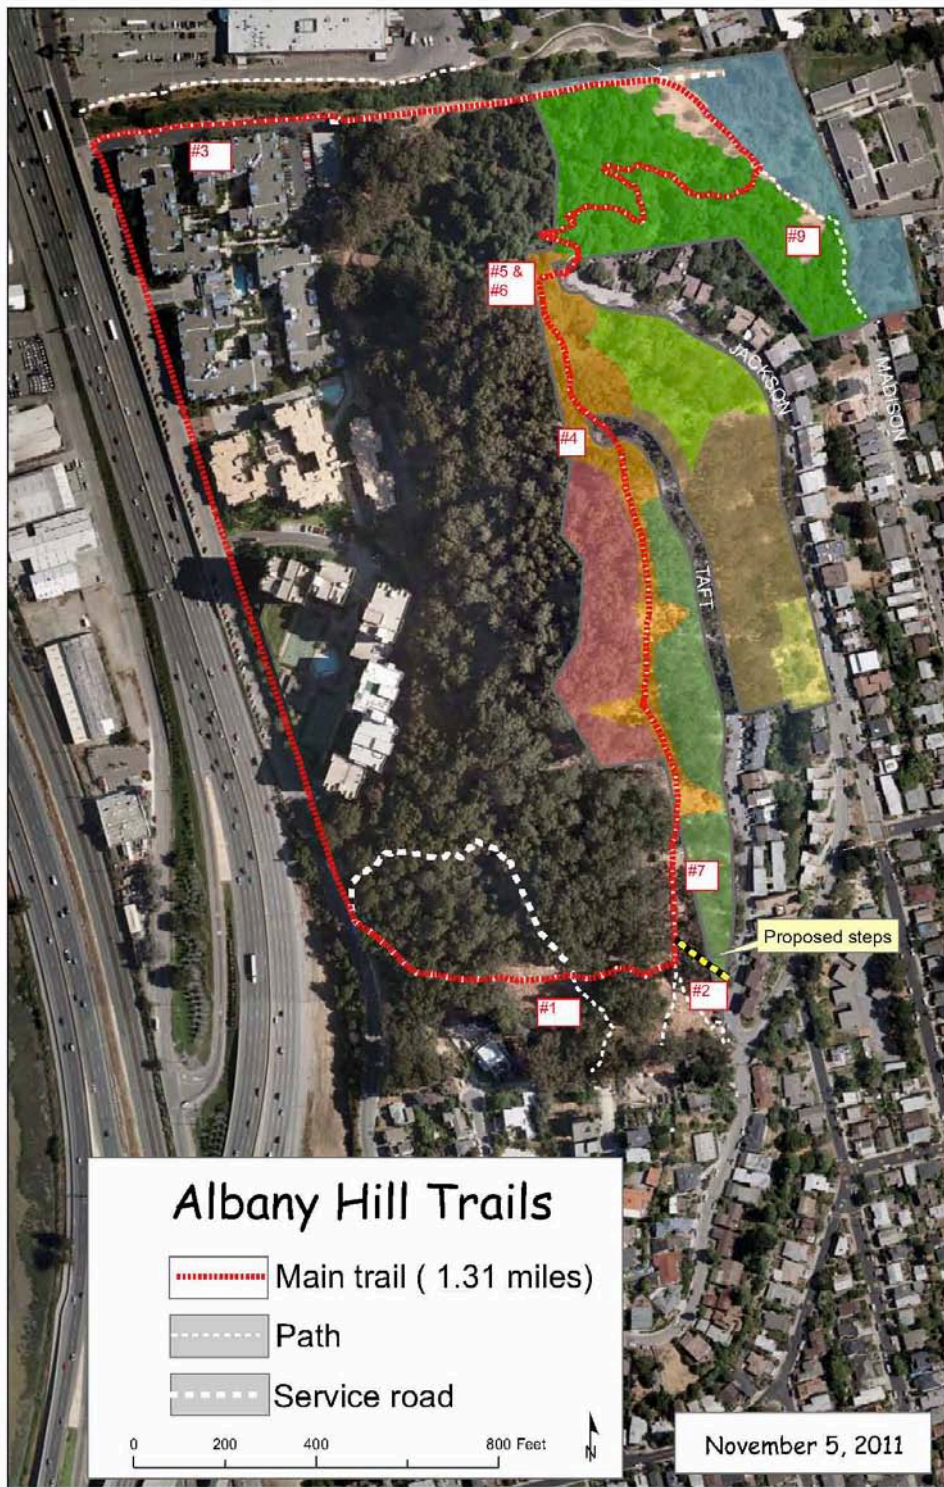 #3
#9
#5 &
#6
JACKSON
MADISON
#4
TAFT
#7
Proposed steps
#2
#1
Albany Hill Trails
Main trail ( 1.31 miles)
Path
Service road
0 200 400 800 Feet
N
November 5, 2011